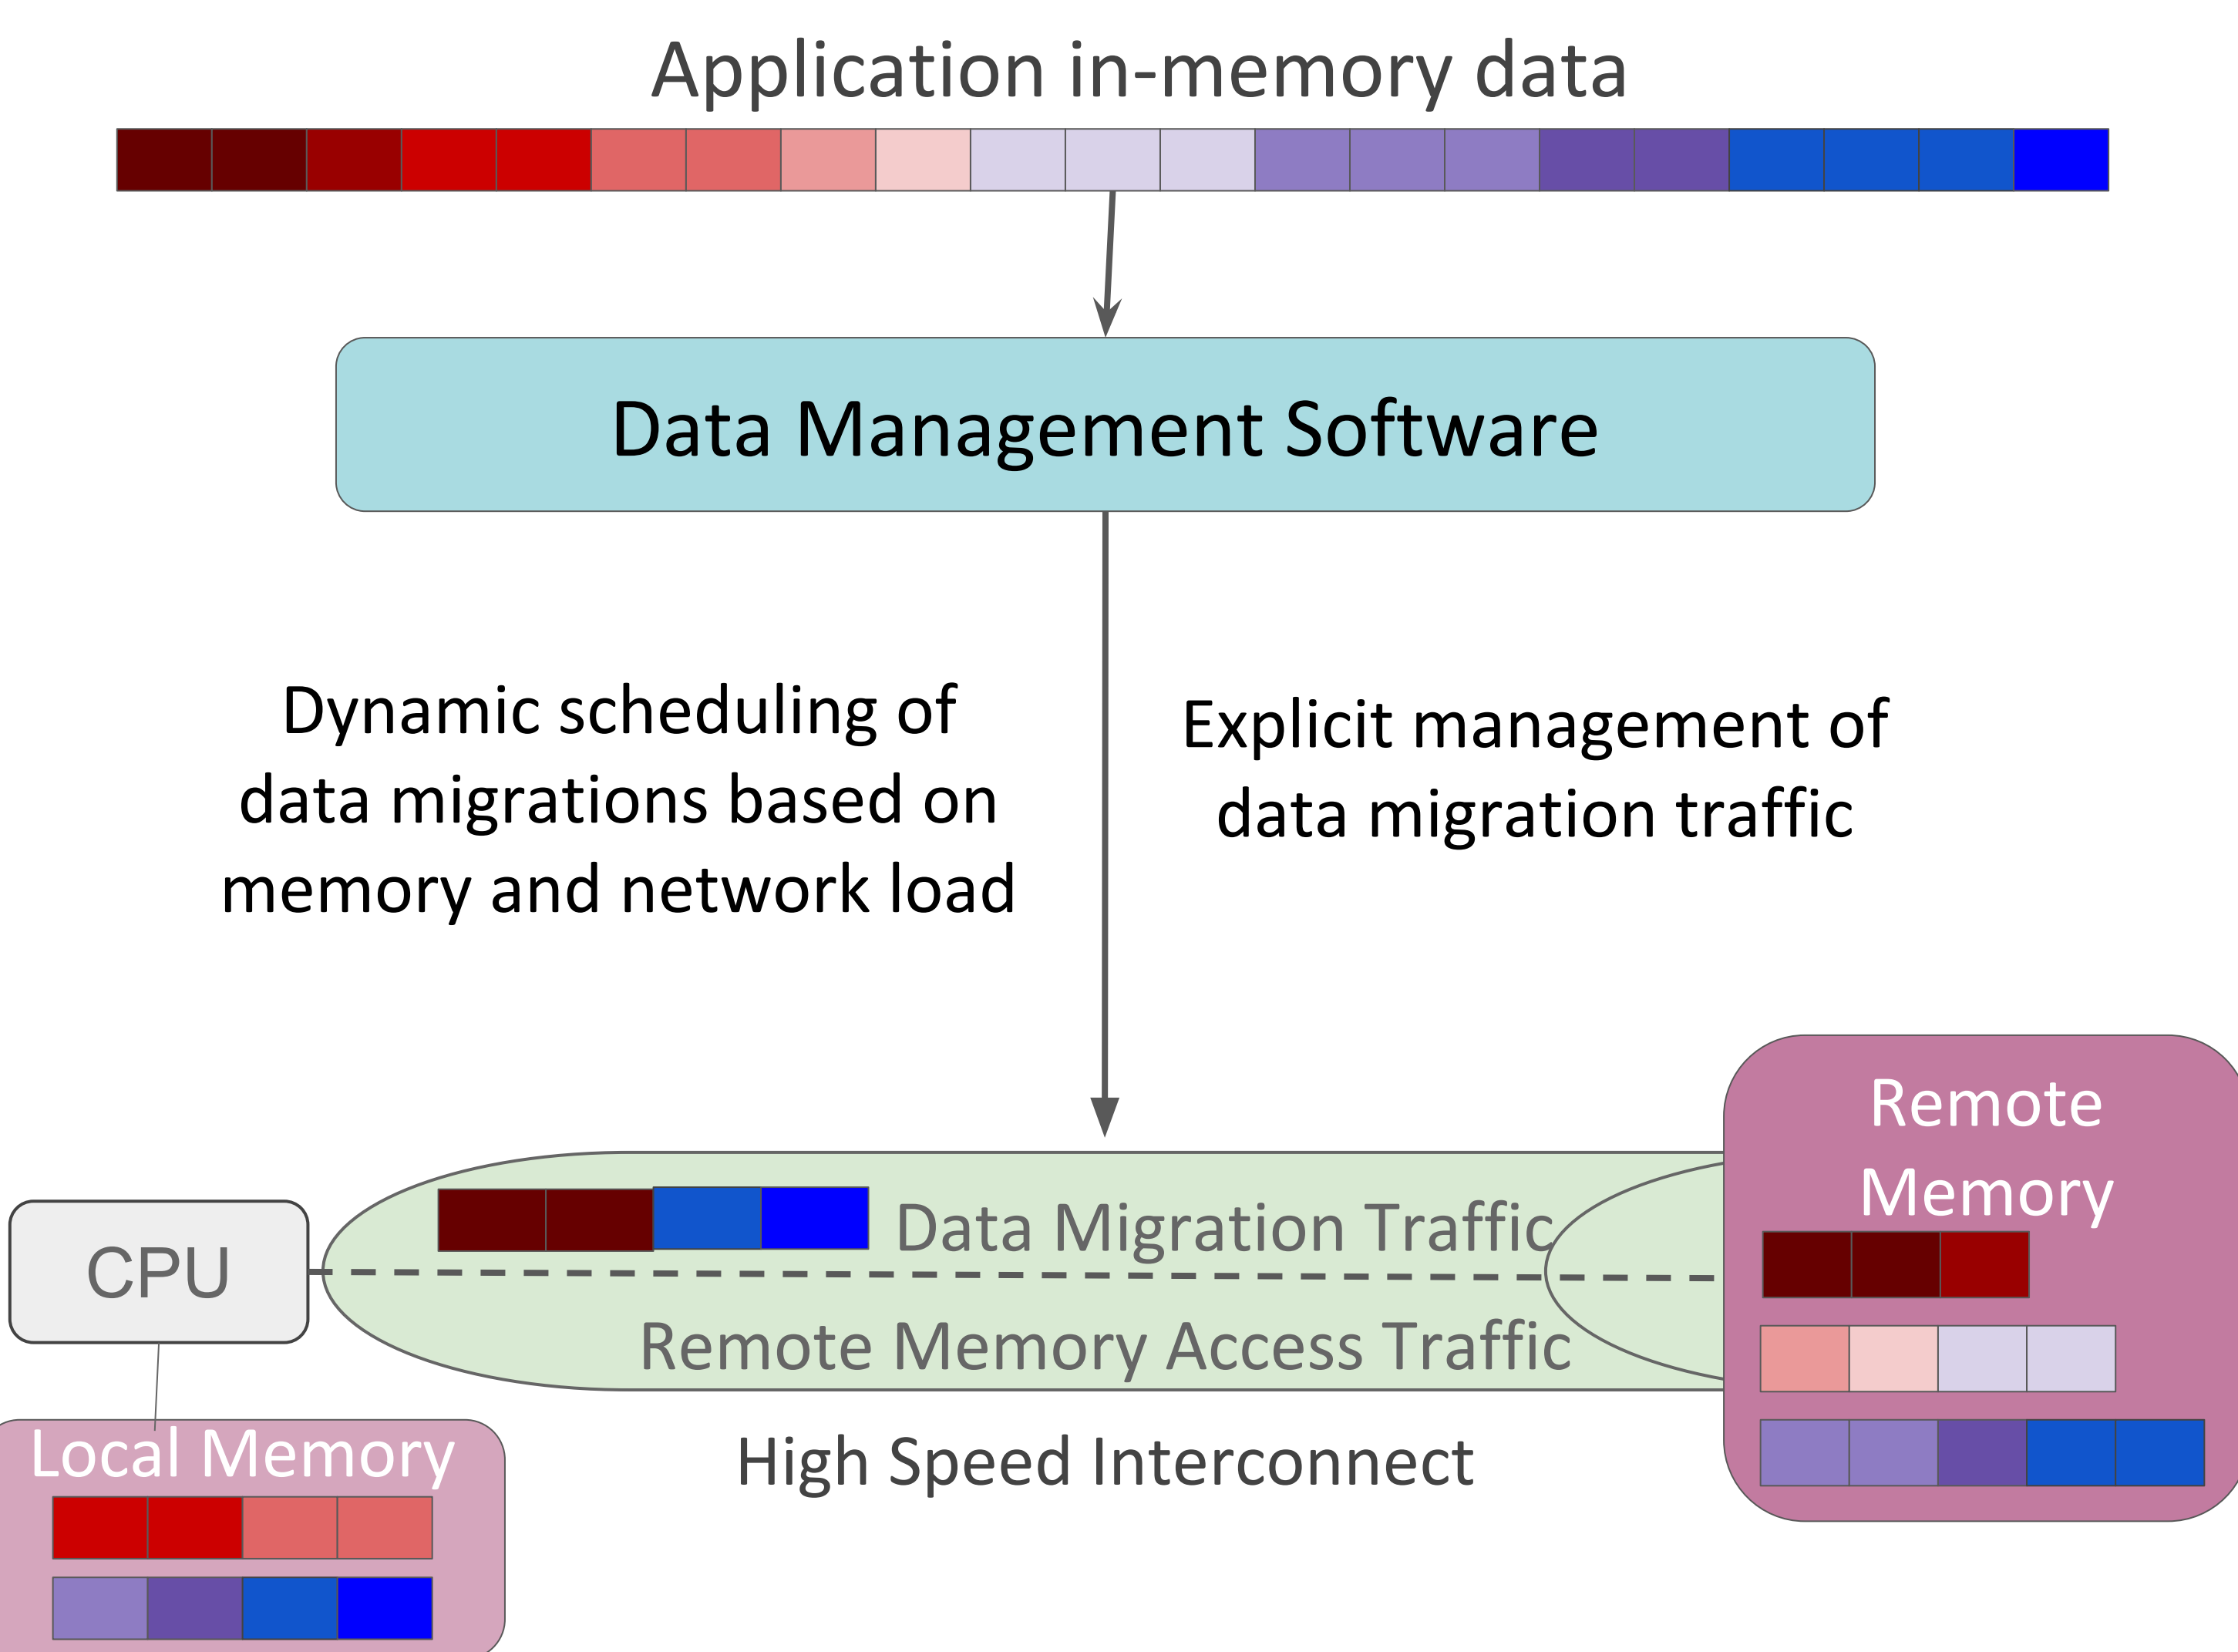 Application in-memory data
Data Management Software
Dynamic scheduling of
data migrations based on
memory and network load
Explicit management of
data migration traffic
Remote
Memory
Data Migration Traffic
CPU
Remote Memory Access Traffic
Local Memory
High Speed Interconnect